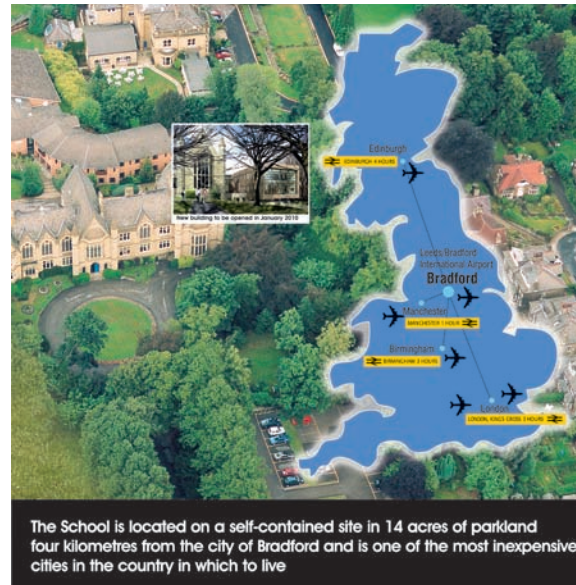 Edinburgh
EDINBURGH 4 HOURS
New building to be opened in January 2010
Leeds/Bradford
International Airport
Bradford
Manchester
MANCHESTER 1 HOUR
Birmingham
BIRMINGHAM 3 HOURS
London
LONDON, KINGS CROSS 3 HOURS
The School is located on a self-contained site in 14 acres of parkland
four kilometres from the city of Bradford and is one of the most inexpensive
cities in the country in which to live